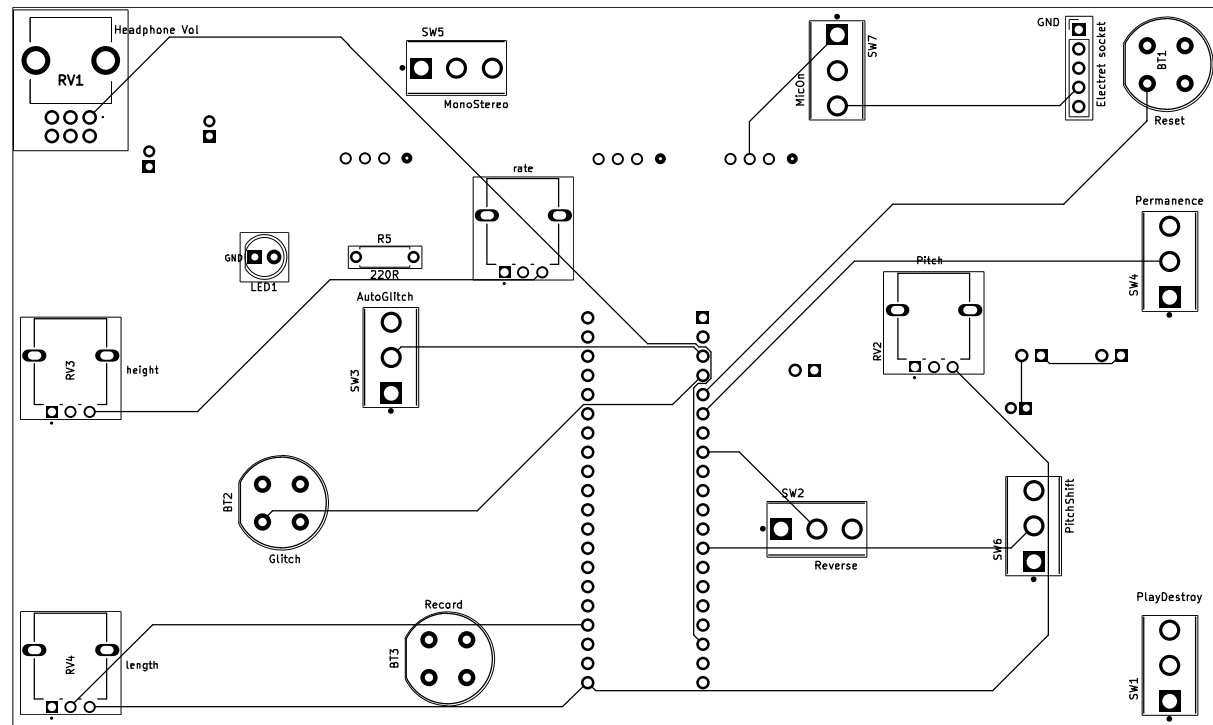 Headphone Vol
RV1
SW5
MonoStereo
SW7
MicOn
GND
Electret socket
BT1
Reset
rate
Permanence
SW4
R5
220R
GND
LED1
AutoGlitch
SW3
Pitch
RV2
RV3
height
BT2
Glitch
SW2
Reverse
PitchShift
SW6
Record
BT3
RV4
length
PlayDestroy
SW1